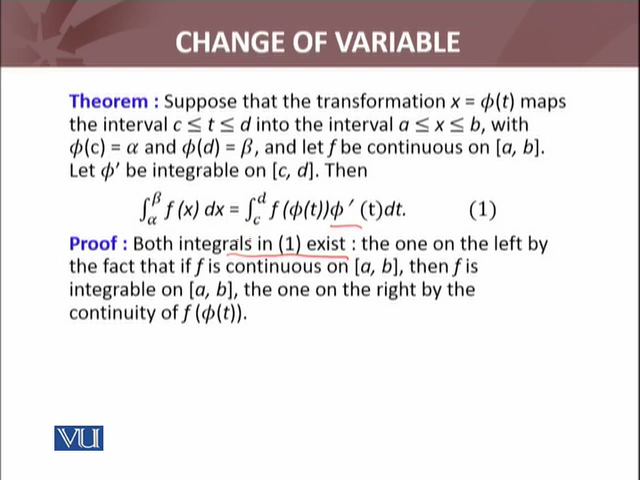 CHANGE OF VARIABLE
Theorem : Suppose that the transformation x = ϕ(t) maps
the interval c ≤ t ≤ d into the interval a ≤ x ≤ b, with
ϕ(c) = α and ϕ(d) = β, and let f be continuous on [a, b].
Let ϕ′ be integrable on [c, d]. Then
∫_α^β f (x) dx = ∫_c^d f (ϕ(t))ϕ ′ (t)dt. (1)
Proof : Both integrals in (1) exist : the one on the left by
the fact that if f is continuous on [a, b], then f is
integrable on [a, b], the one on the right by the
continuity of f (ϕ(t)).
VU